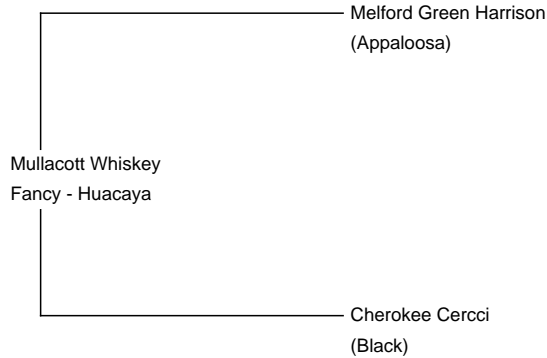 Melford Green Harrison
(Appaloosa)
Mullacott Whiskey
Fancy - Huacaya
Cherokee Cercci
(Black)